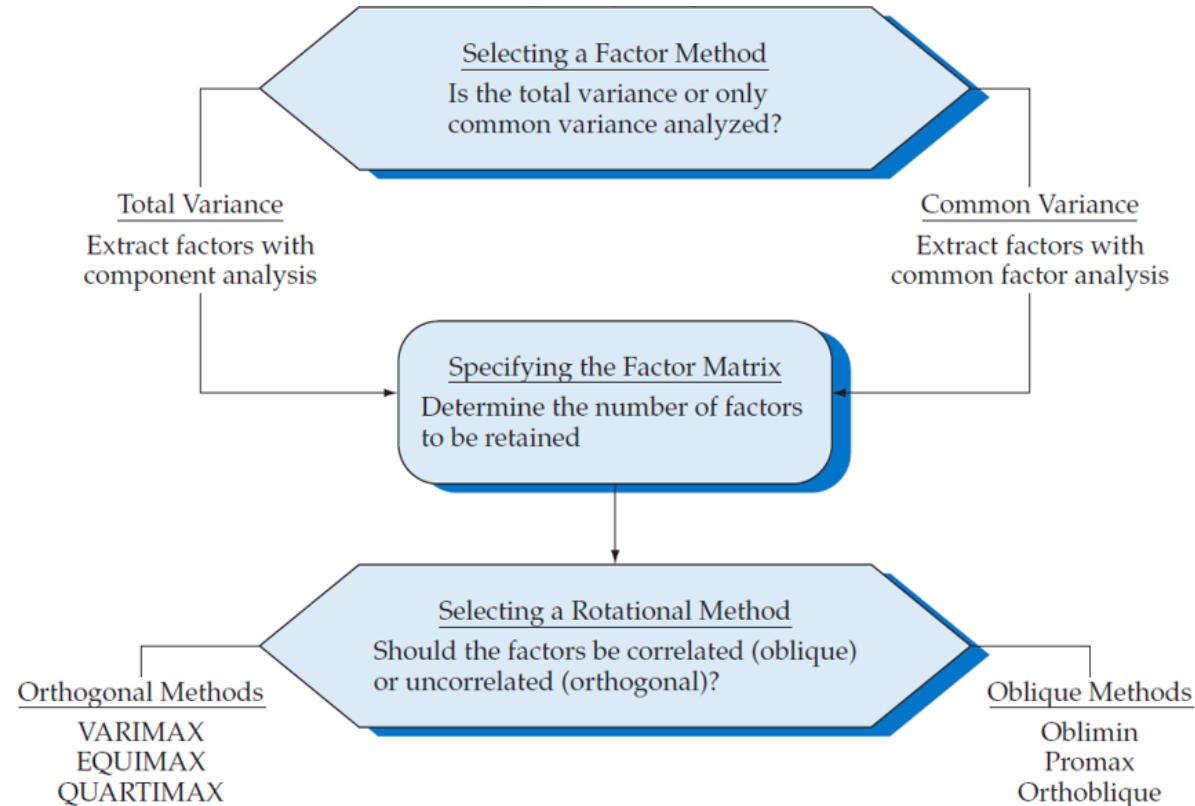 Selecting a Factor Method
Is the total variance or only
common variance analyzed?
Total Variance
Extract factors with
component analysis
Common Variance
Extract factors with
common factor analysis
Specifying the Factor Matrix
Determine the number of factors
to be retained
Selecting a Rotational Method
Should the factors be correlated (oblique)
or uncorrelated (orthogonal)?
Orthogonal Methods
VARIMAX
EQUIMAX
QUARTIMAX
Oblique Methods
Oblimin
Promax
Orthoblique